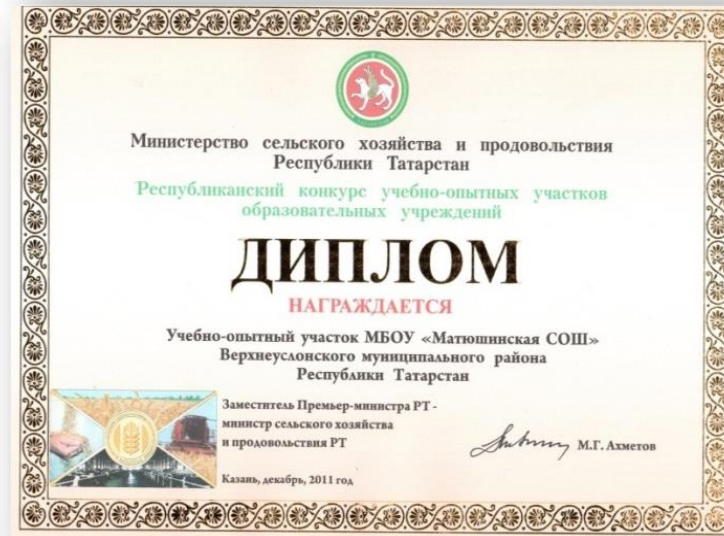 Министерство сельского хозяйства и продовольствия
Республики Татарстан
Республиканский конкурс учебно-опытных участков
образовательных учреждений
ДИПЛОМ
НАГРАЖДАЕТСЯ
Учебно-опытный участок МБОУ «Матюшинская СОШ»
Верхнеуслонского муниципального района
Республики Татарстан
Заместитель Премьер-министра РТ -
министр сельского хозяйства
и продовольствия РТ
М.Г. Ахметов
Казань, декабрь, 2011 год